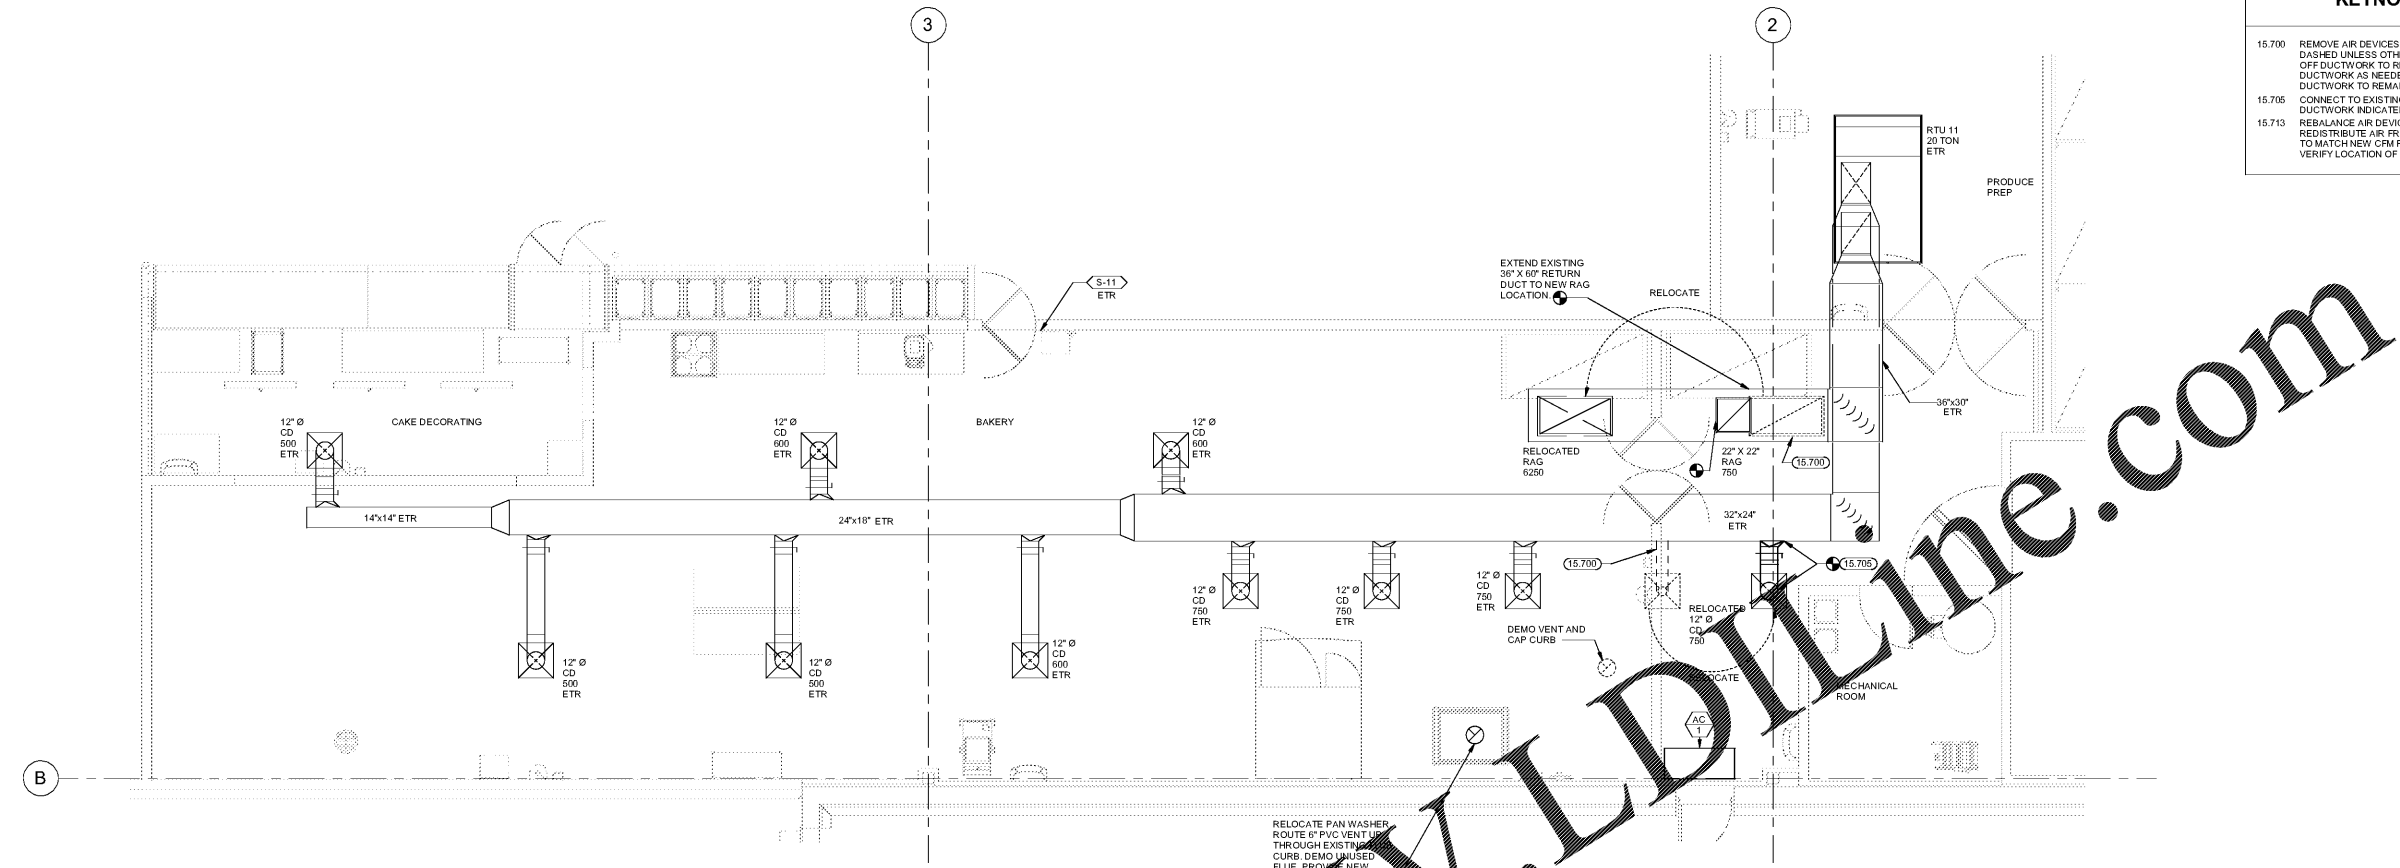 3
2
KEYNO
15.700 REMOVE AIR DEVICES
DASHED UNLESS OTH
OFF DUCTWORK TO R
DUCTWORK AS NEEDE
DUCTWORK TO REMA
15.705 CONNECT TO EXISTIN
DUCTWORK INDICATE
15.713 REBALANCE AIR DEVIC
REDISTRIBUTE AIR FR
TO MATCH NEW CFM
VERIFY LOCATION OF
RTU 11
20 TON
ETR
PRODUCE
PREP
EXTEND EXISTING
36" X 60" RETURN
DUCT TO NEW RAG
LOCATION.
RELOCATE
S-11
ETR
36"x30"
ETR
12" Ø
CD
500
ETR
CAKE DECORATING
12" Ø
CD
600
ETR
BAKERY
12" Ø
CD
600
ETR
RELOCATED
RAG
6250
22" X 22"
RAG
750
15.700
14"x14" ETR
24"x18" ETR
32"x24"
ETR
15.700
15.705
12" Ø
CD
750
ETR
12" Ø
CD
750
ETR
12" Ø
CD
750
ETR
RELOCATED
12" Ø
CD
750
DEMO VENT AND
CAP CURB
12" Ø
CD
500
ETR
12" Ø
CD
500
ETR
12" Ø
CD
600
ETR
RELOCATE
MECHANICAL
ROOM
AC
1
B
RELOCATE PAN WASHER
ROUTE 6" PVC VENT UP
THROUGH EXISTING FLUE
CURB. DEMO UNUSED
FLUE. PROVIDE NEW
Y.LDILine.com